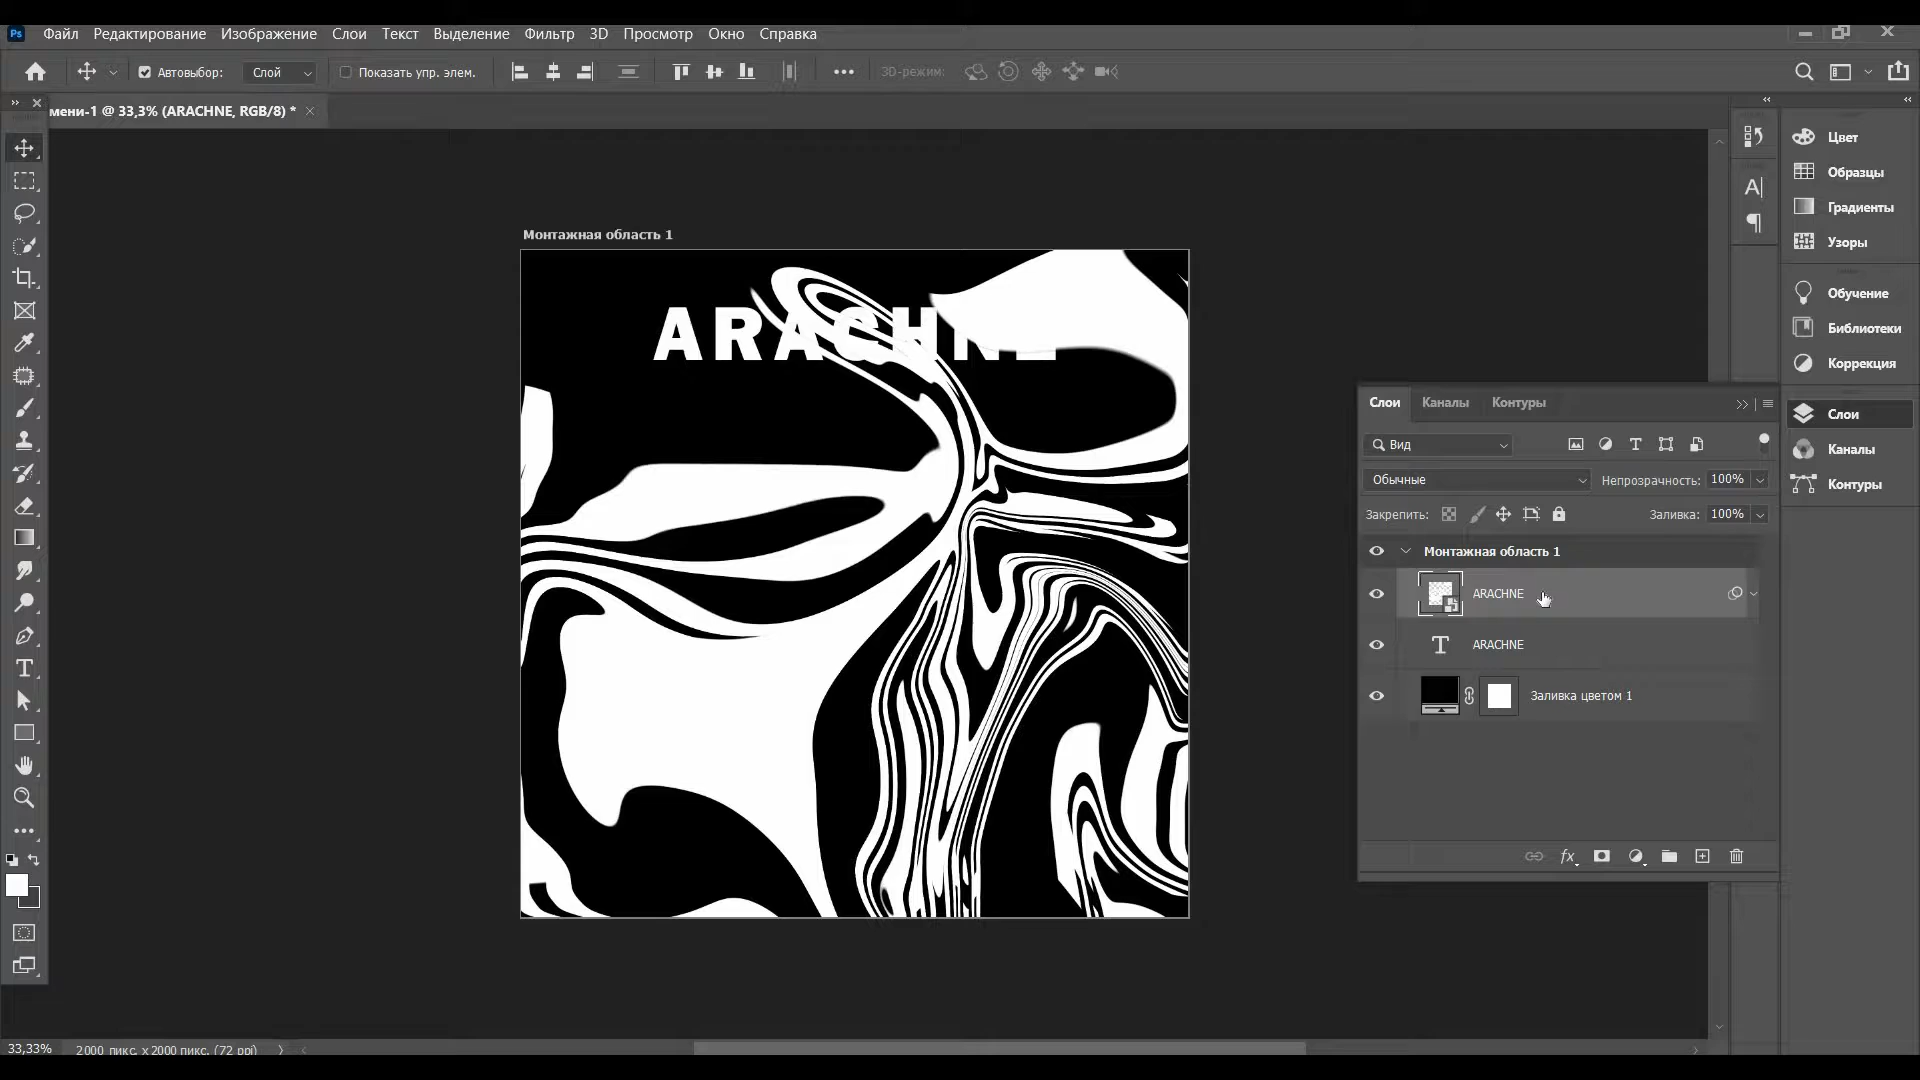 Ps Файл Редактирование Изображение Слои Текст Выделение Фильтр 3D Просмотр Окно Справка
Автовыбор: Слой Показать упр. элем. 3D-режим:
мени-1 @ 33,3% (ARACHNE, RGB/8) *
Монтажная область 1
ARACHNE
Цвет
Образцы
Градиенты
Узоры
Обучение
Библиотеки
Коррекция
Слои
Каналы
Контуры
Слои Каналы Контуры
Вид
Обычные Непрозрачность: 100%
Закрепить: Заливка: 100%
Монтажная область 1
ARACHNE
T ARACHNE
Заливка цветом 1
fx
33,33% 2000 пикс. x 2000 пикс. (72 ppi)